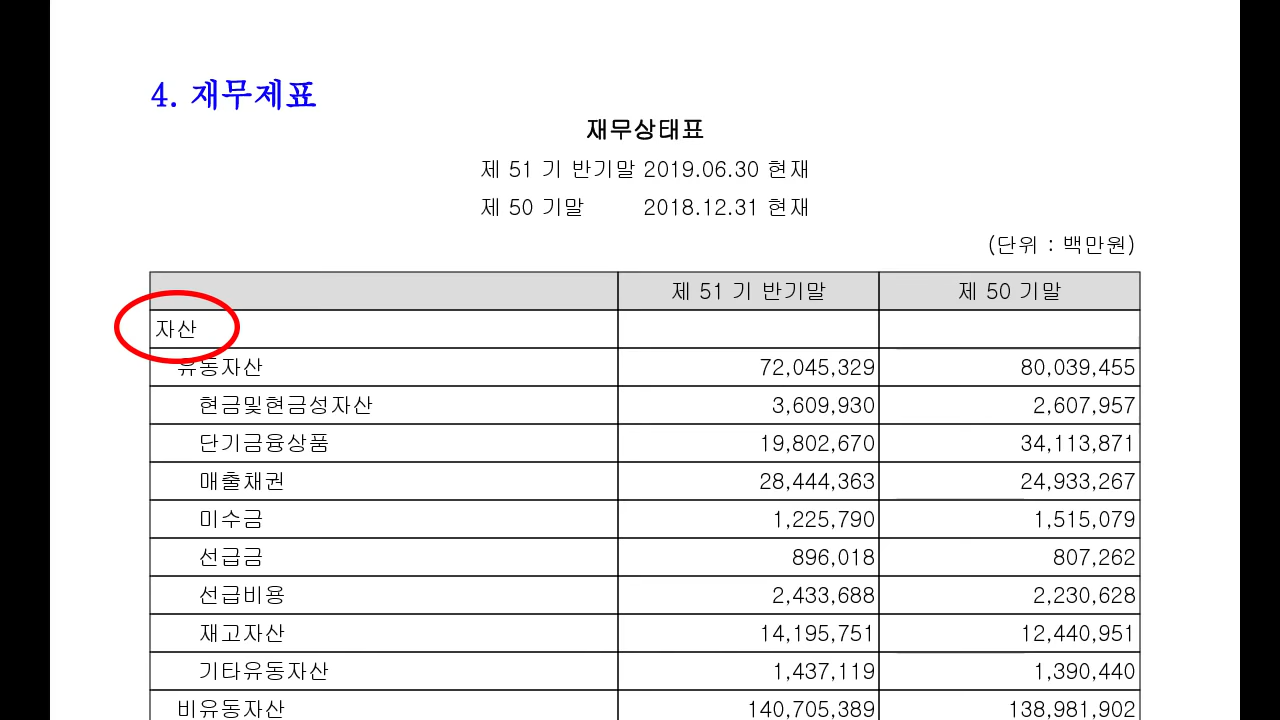 4. 재무제표
재무상태표
제 51 기 반기말 2019.06.30 현재
제 50 기말 2018.12.31 현재
(단위 : 백만원)
제 51 기 반기말 제 50 기말
자산
유동자산 72,045,329 80,039,455
현금및현금성자산 3,609,930 2,607,957
단기금융상품 19,802,670 34,113,871
매출채권 28,444,363 24,933,267
미수금 1,225,790 1,515,079
선급금 896,018 807,262
선급비용 2,433,688 2,230,628
재고자산 14,195,751 12,440,951
기타유동자산 1,437,119 1,390,440
비유동자산 140,705,389 138,981,902